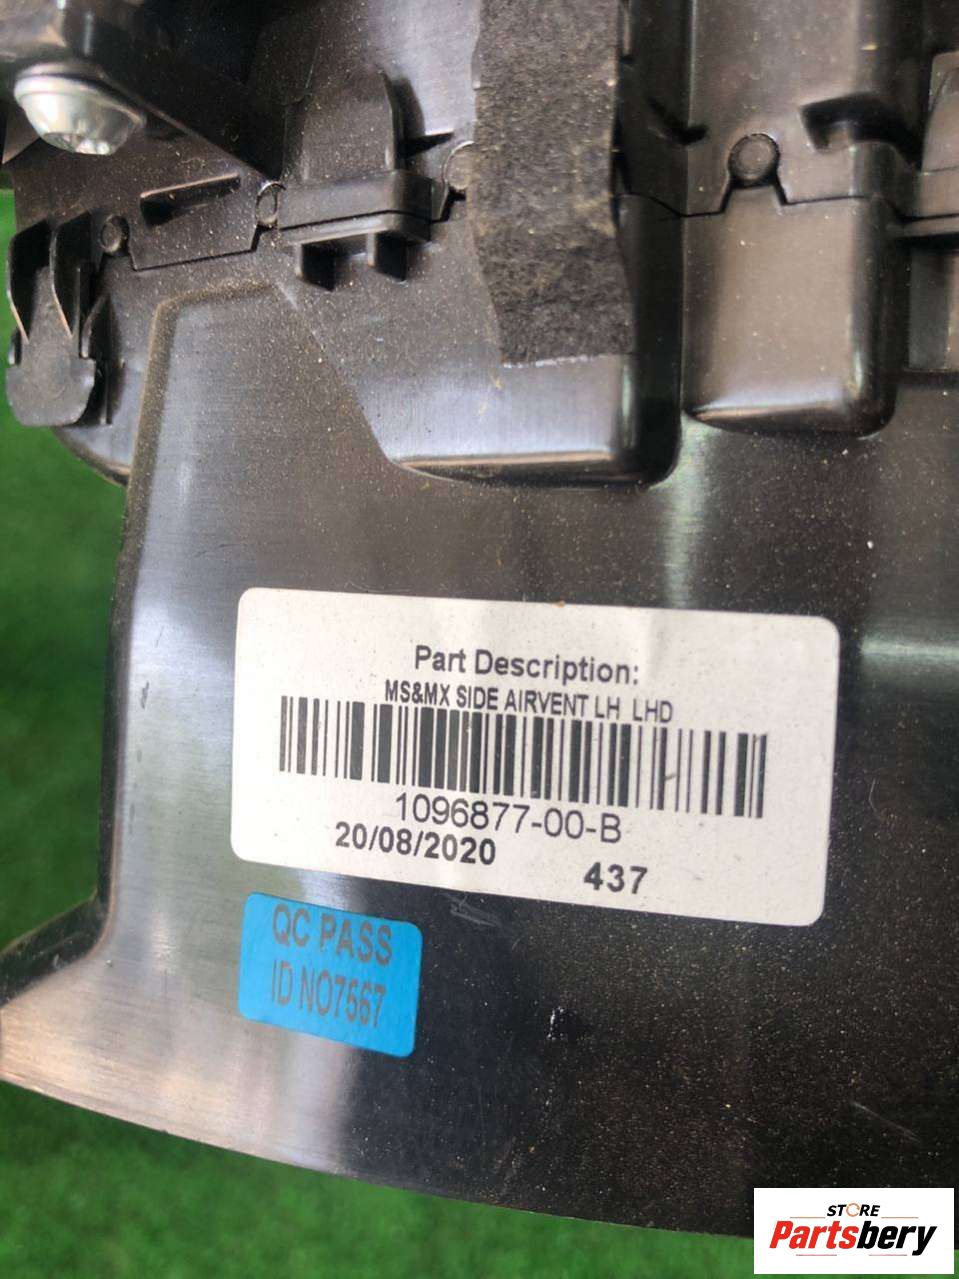 Part Description:
MS&MX SIDE AIRVENT LH LHD
1096877-00-B
20/08/2020 437
QC PASS
ID NO7667
STORE
Partsbery